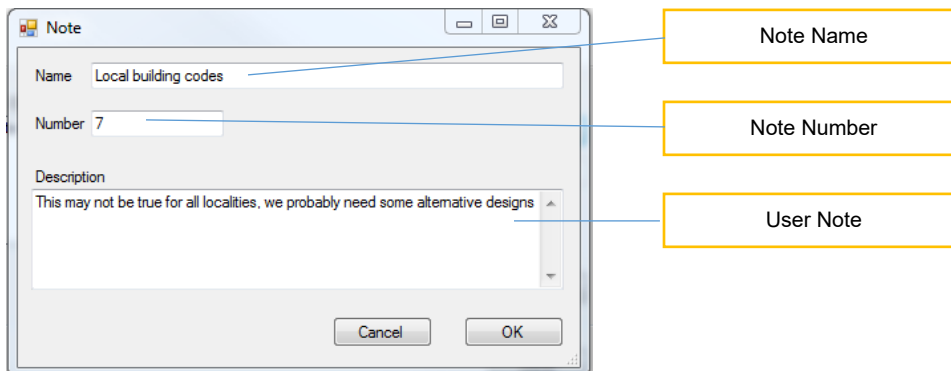 Note
Note Name
Name Local building codes
Number 7
Note Number
Description
This may not be true for all localities, we probably need some alternative designs
User Note
Cancel OK